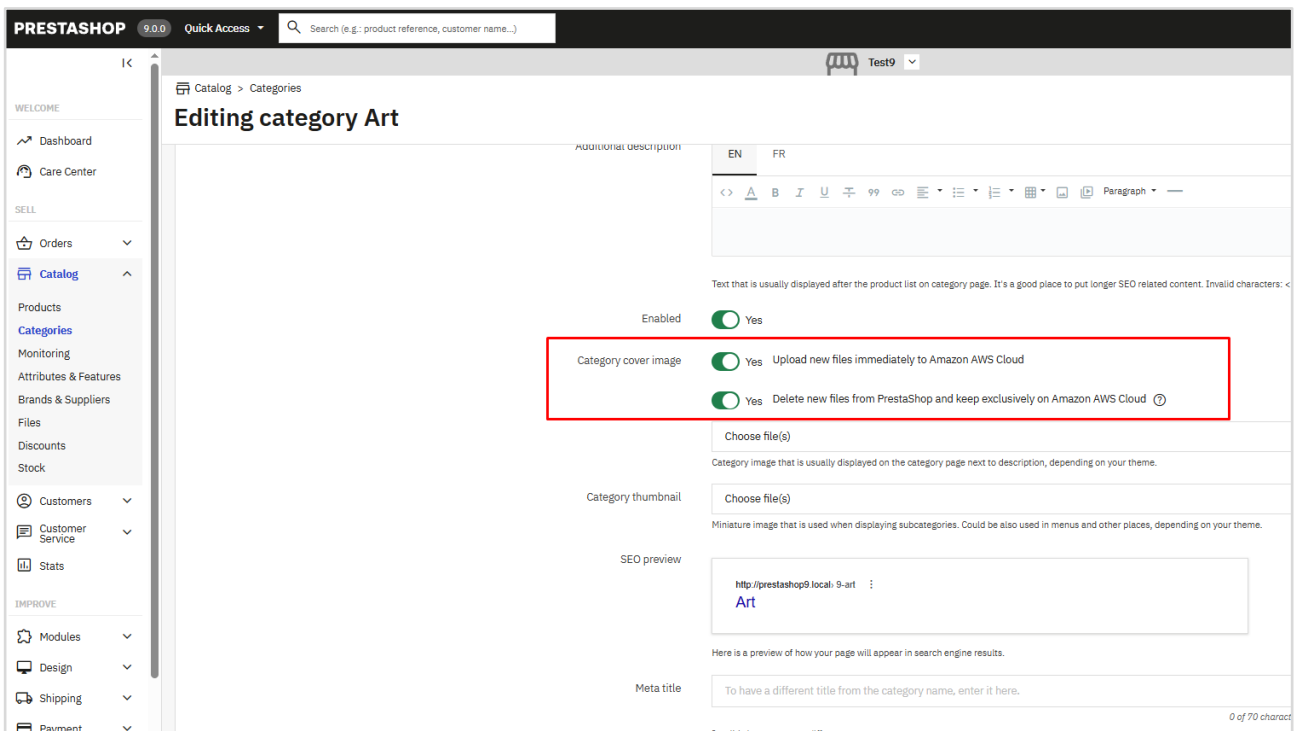 PRESTASHOP 9.0.0 Quick Access Search (e.g.: product reference, customer name...)
Test9
Catalog > Categories
Editing category Art
WELCOME
Dashboard
Care Center
SELL
Orders
Catalog
Products
Categories
Monitoring
Attributes & Features
Brands & Suppliers
Files
Discounts
Stock
Customers
Customer
Service
Stats
IMPROVE
Modules
Design
Shipping
Payment
Additional description
EN FR
Paragraph
Text that is usually displayed after the product list on category page. It's a good place to put longer SEO related content. Invalid characters: <
Enabled Yes
Category cover image Yes Upload new files immediately to Amazon AWS Cloud
Yes Delete new files from PrestaShop and keep exclusively on Amazon AWS Cloud
Choose file(s)
Category image that is usually displayed on the category page next to description, depending on your theme.
Category thumbnail Choose file(s)
Miniature image that is used when displaying subcategories. Could be also used in menus and other places, depending on your theme.
SEO preview
http://prestashop9.local› 9-art
Art
Here is a preview of how your page will appear in search engine results.
Meta title To have a different title from the category name, enter it here.
0 of 70 charact